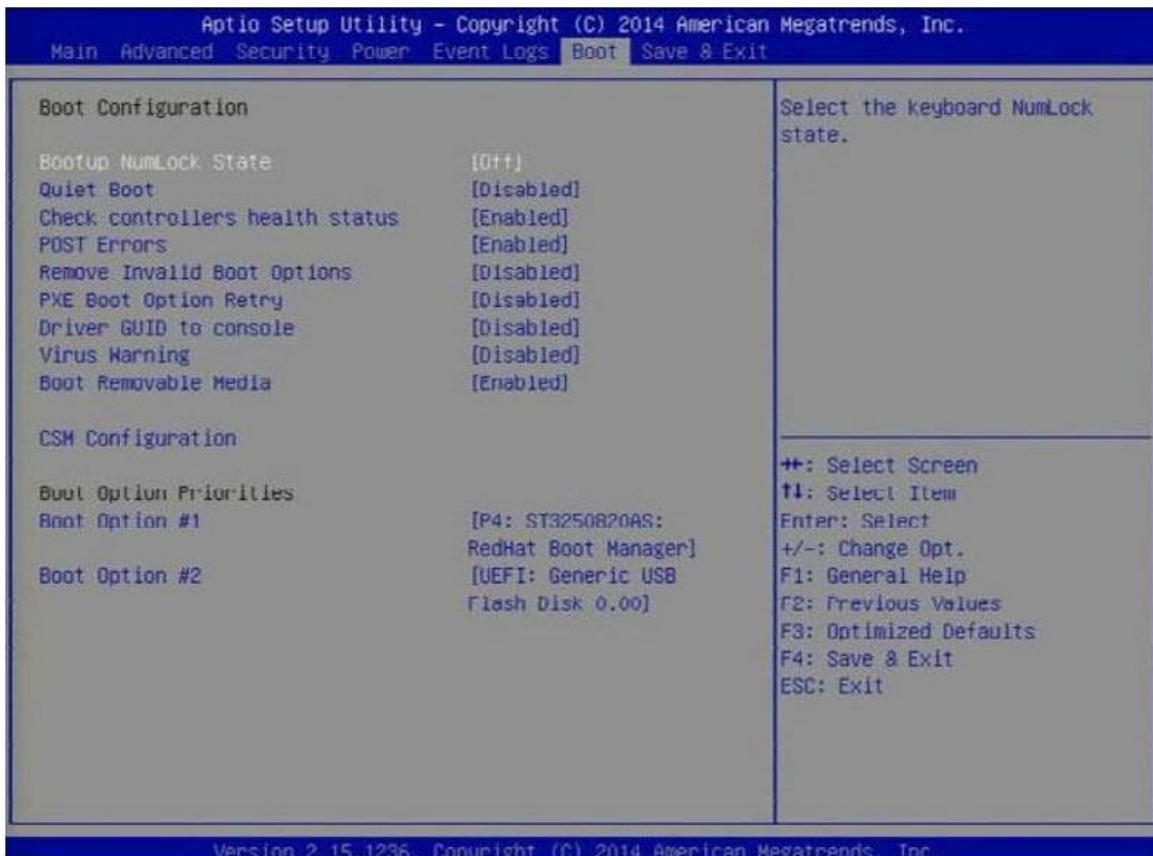 Aptio Setup Utility – Copyright (C) 2014 American Megatrends, Inc.
Main Advanced Security Power Event Logs Boot Save & Exit
Boot Configuration
Bootup NumLock State [Off]
Quiet Boot [Disabled]
Check controllers health status [Enabled]
POST Errors [Enabled]
Remove Invalid Boot Options [Disabled]
PXE Boot Option Retry [Disabled]
Driver GUID to console [Disabled]
Virus Warning [Disabled]
Boot Removable Media [Enabled]
CSM Configuration
Boot Option Priorities
Boot Option #1 [P4: ST3250820AS:
RedHat Boot Manager]
Boot Option #2 [UEFI: Generic USB
Flash Disk 0.00]
Select the keyboard NumLock
state.
→←: Select Screen
↑↓: Select Item
Enter: Select
+/-: Change Opt.
F1: General Help
F2: Previous Values
F3: Optimized Defaults
F4: Save & Exit
ESC: Exit
Version 2.15.1236. Copyright (C) 2014 American Megatrends, Inc.